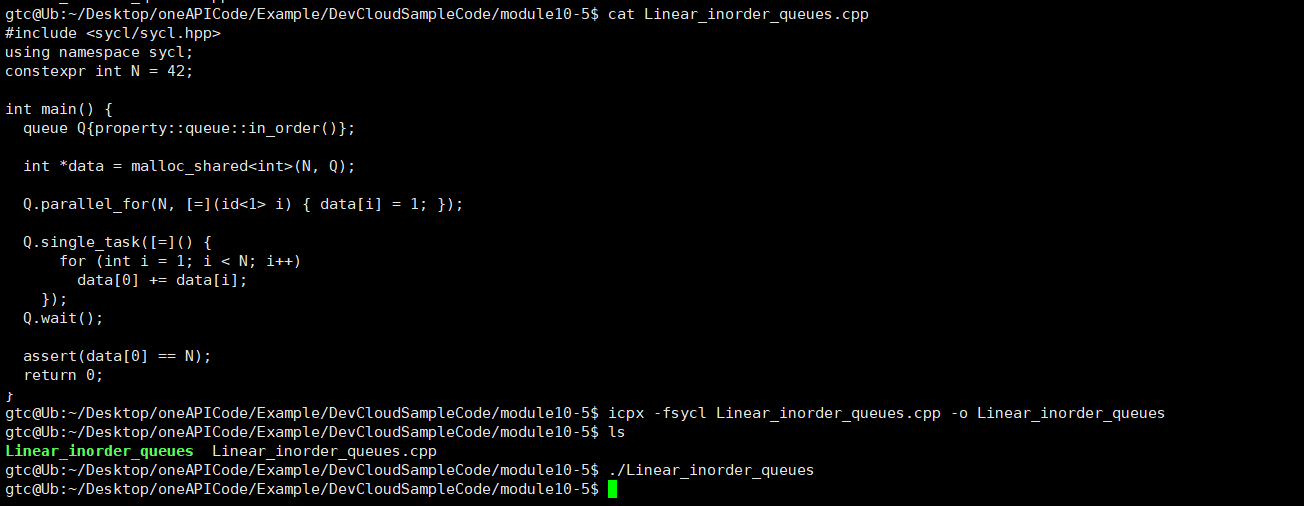 gtc@Ub:~/Desktop/oneAPICode/Example/DevCloudSampleCode/module10-5$ cat Linear_inorder_queues.cpp
#include <sycl/sycl.hpp>
using namespace sycl;
constexpr int N = 42;

int main() {
  queue Q{property::queue::in_order()};

  int *data = malloc_shared<int>(N, Q);

  Q.parallel_for(N, [=](id<1> i) { data[i] = 1; });

  Q.single_task([=]() {
      for (int i = 1; i < N; i++)
        data[0] += data[i];
    });
  Q.wait();

  assert(data[0] == N);
  return 0;
}
gtc@Ub:~/Desktop/oneAPICode/Example/DevCloudSampleCode/module10-5$ icpx -fsycl Linear_inorder_queues.cpp -o Linear_inorder_queues
gtc@Ub:~/Desktop/oneAPICode/Example/DevCloudSampleCode/module10-5$ ls
Linear_inorder_queues  Linear_inorder_queues.cpp
gtc@Ub:~/Desktop/oneAPICode/Example/DevCloudSampleCode/module10-5$ ./Linear_inorder_queues
gtc@Ub:~/Desktop/oneAPICode/Example/DevCloudSampleCode/module10-5$